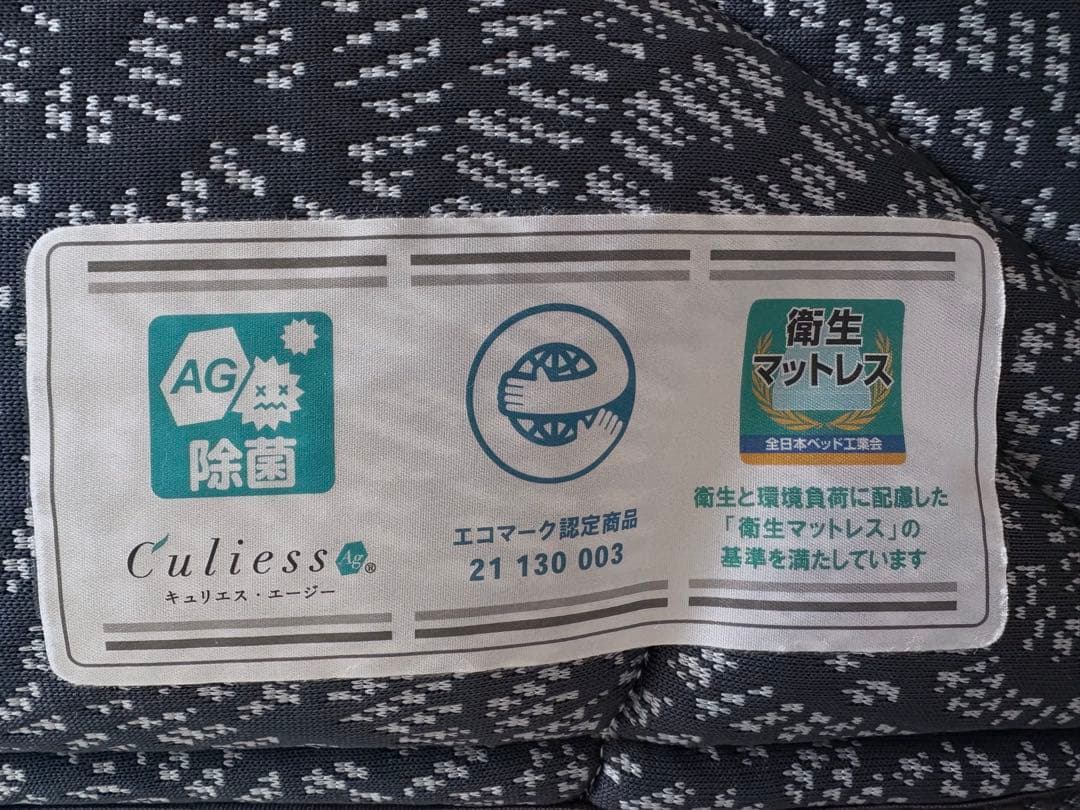 AG
除菌
Culiess Ag®
キュリエス・エージー
エコマーク認定商品
21 130 003
衛生
マットレス
全日本ベッド工業会
衛生と環境負荷に配慮した
「衛生マットレス」の
基準を満たしています